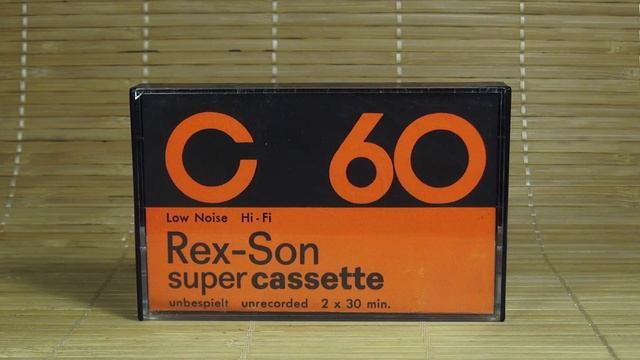 C 60
Low Noise Hi-Fi
Rex-Son
super cassette
unbespielt unrecorded 2 x 30 min.